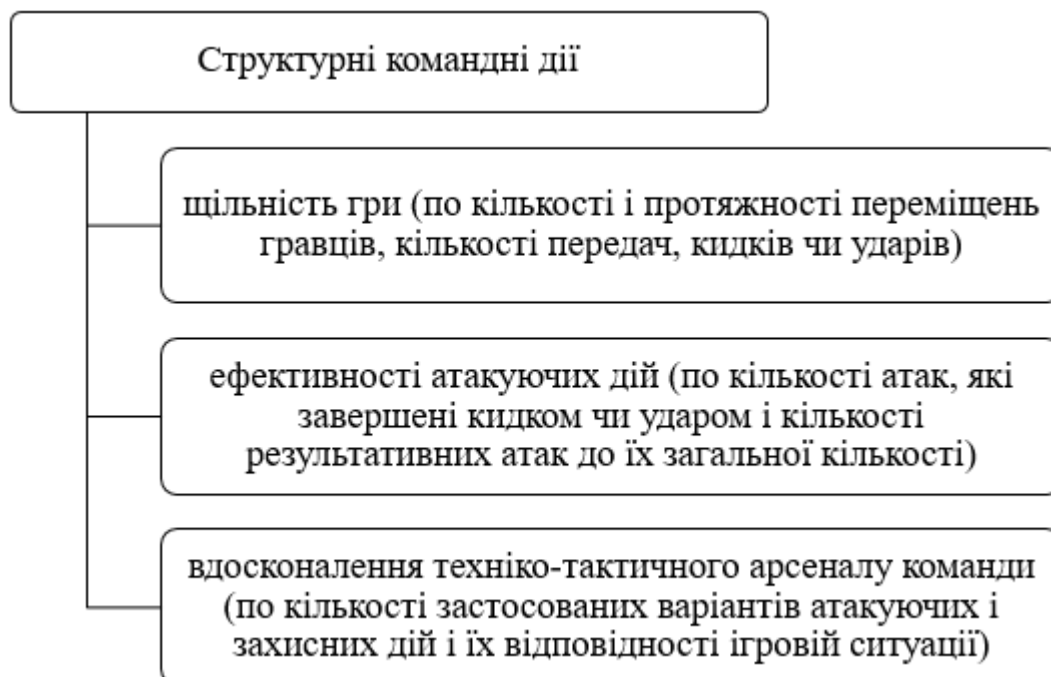 Структурні командні дії
щільність гри (по кількості і протяжності переміщень
гравців, кількості передач, кидків чи ударів)
ефективності атакуючих дій (по кількості атак, які
завершені кидком чи ударом і кількості
результативних атак до їх загальної кількості)
вдосконалення техніко-тактичного арсеналу команди
(по кількості застосованих варіантів атакуючих і
захисних дій і їх відповідності ігровій ситуації)